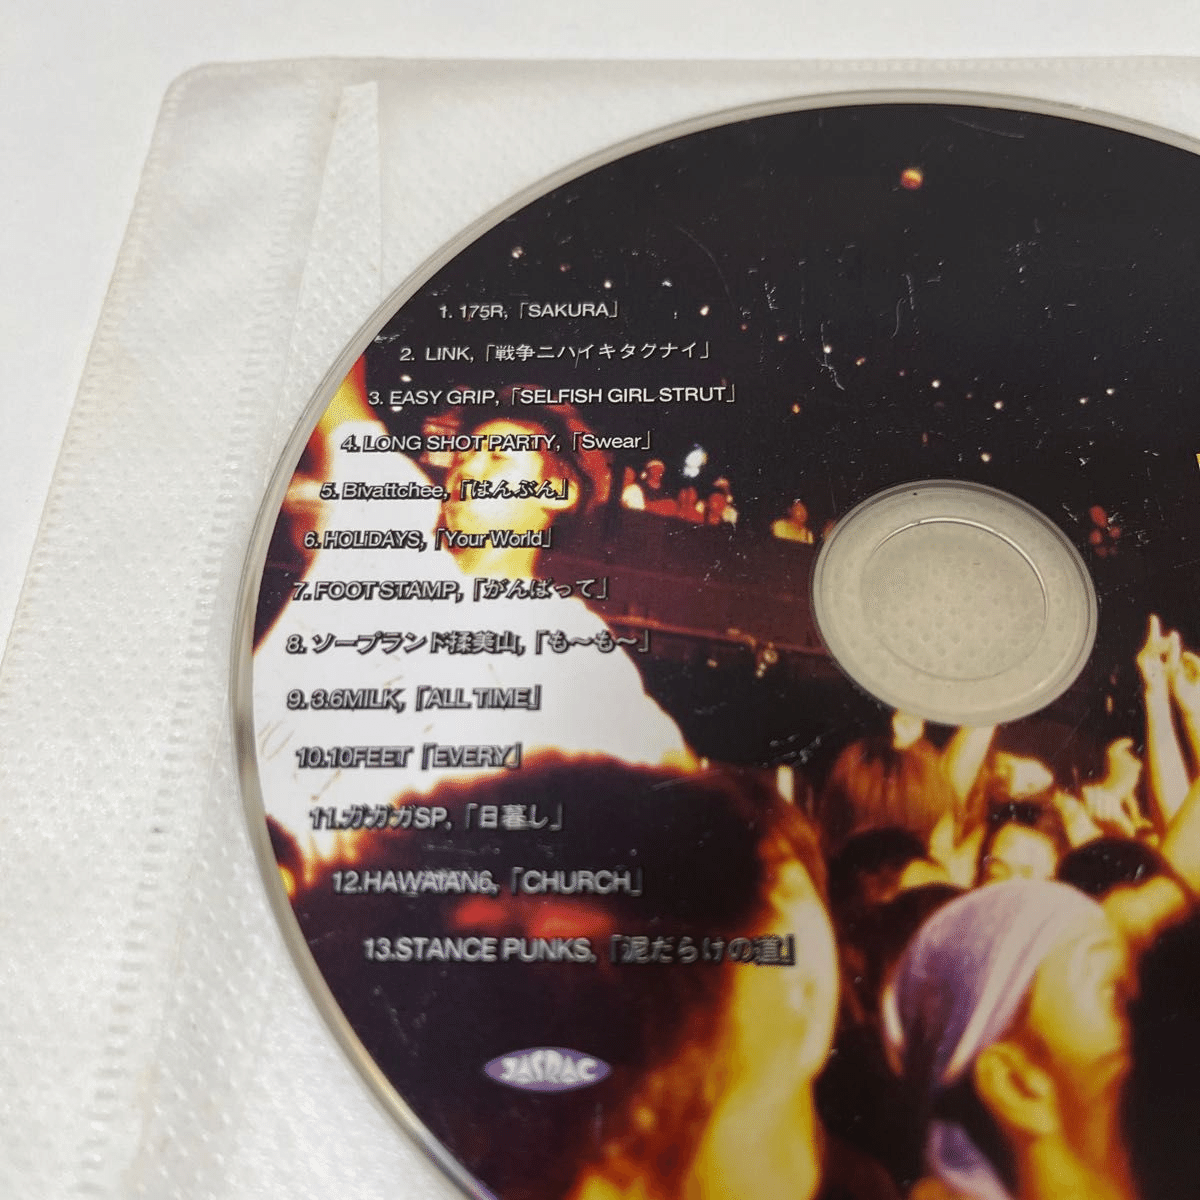 1. 175R,「SAKURA」
2. LINK,「戦争ニハイキタクナイ」
3. EASY GRIP,「SELFISH GIRL STRUT」
4. LONG SHOT PARTY,「Swear」
5. Bivattchee,「はんぶん」
6. HOLiDAYS,「Your World」
7. FOOT STAMP,「がんばって」
8. ソープランド揉美山,「も〜も〜」
9. 3.6MILK,「ALL TIME」
10.10FEET「EVERY」
11.ガガガSP,「日暮し」
12.HAWAIIAN6,「CHURCH」
13.STANCE PUNKS,「泥だらけの道」
JASRAC